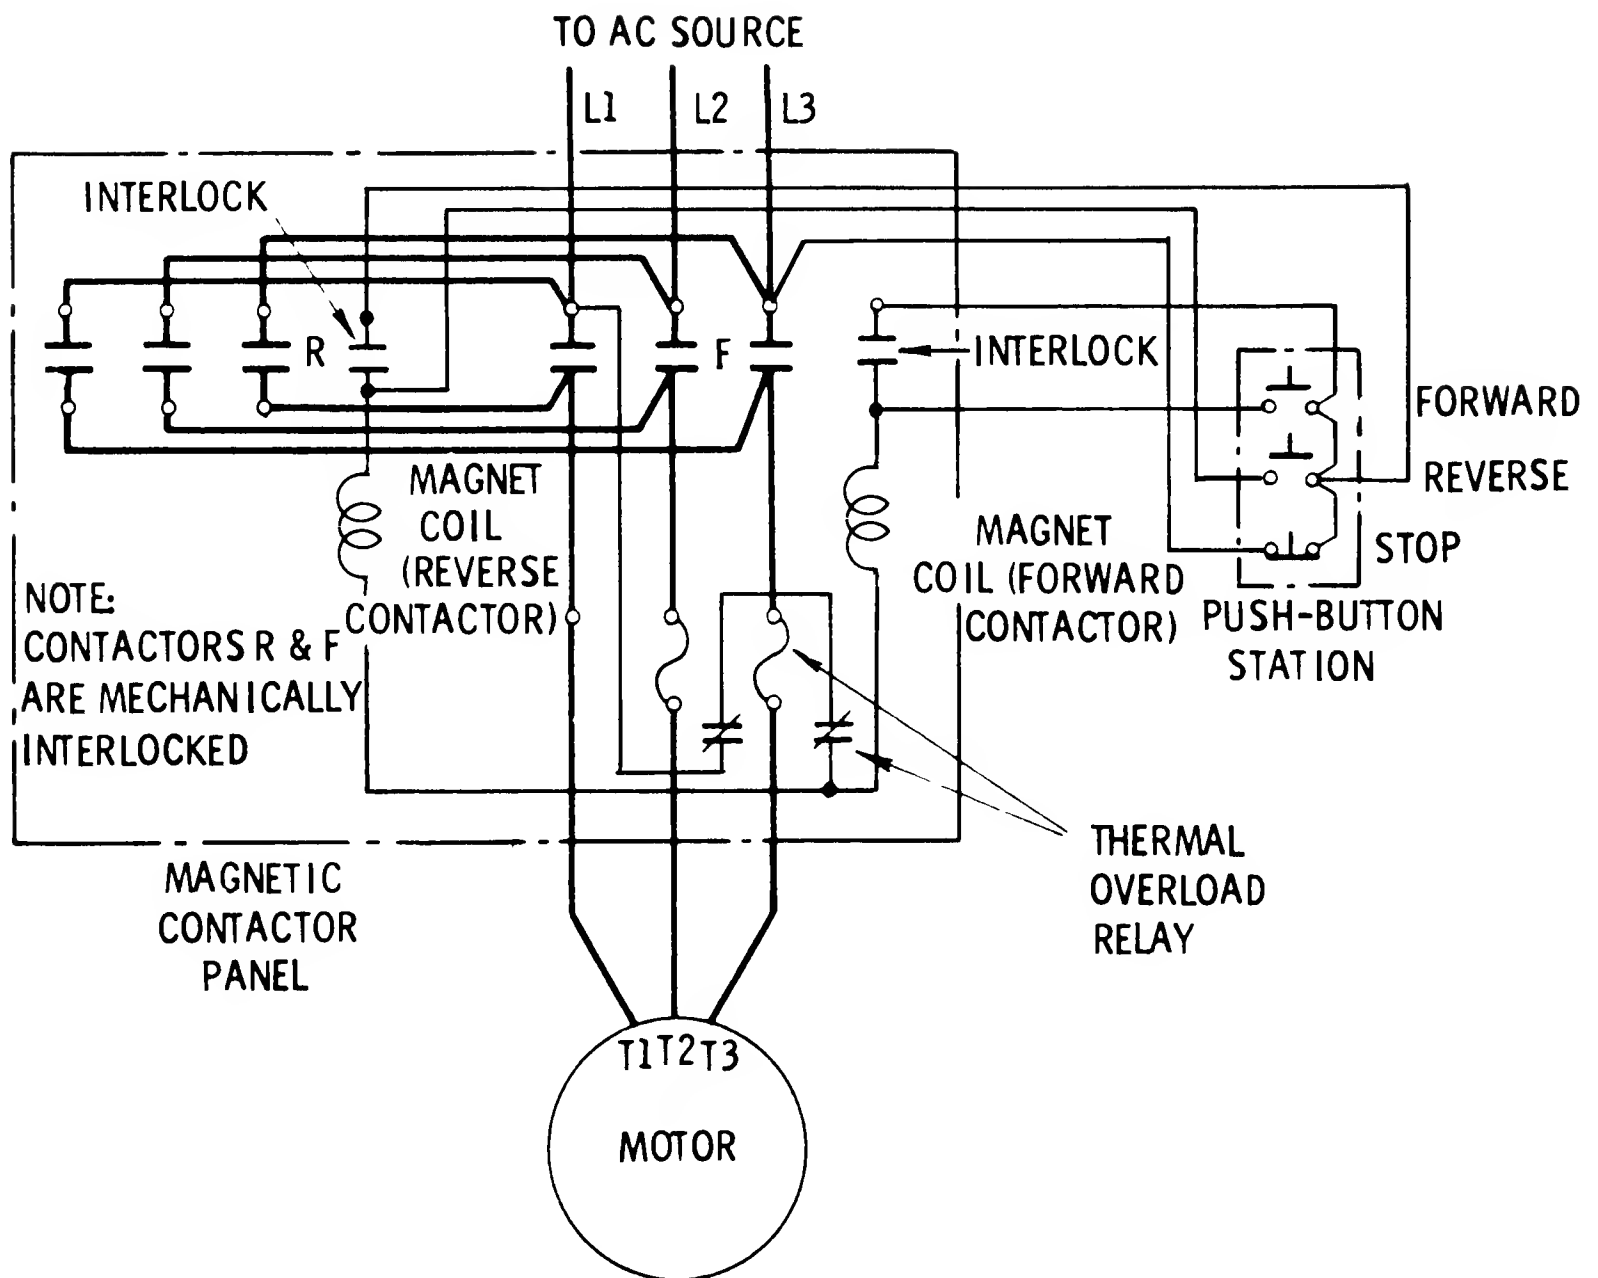 TO AC SOURCE
L1
L2
L3
INTERLOCK
R
F
INTERLOCK
FORWARD
REVERSE
STOP
PUSH-BUTTON
STATION
MAGNET
COIL
(REVERSE
CONTACTOR)
MAGNET
COIL (FORWARD
CONTACTOR)
NOTE:
CONTACTORS R & F
ARE MECHANICALLY
INTERLOCKED
THERMAL
OVERLOAD
RELAY
MAGNETIC
CONTACTOR
PANEL
T1 T2 T3
MOTOR